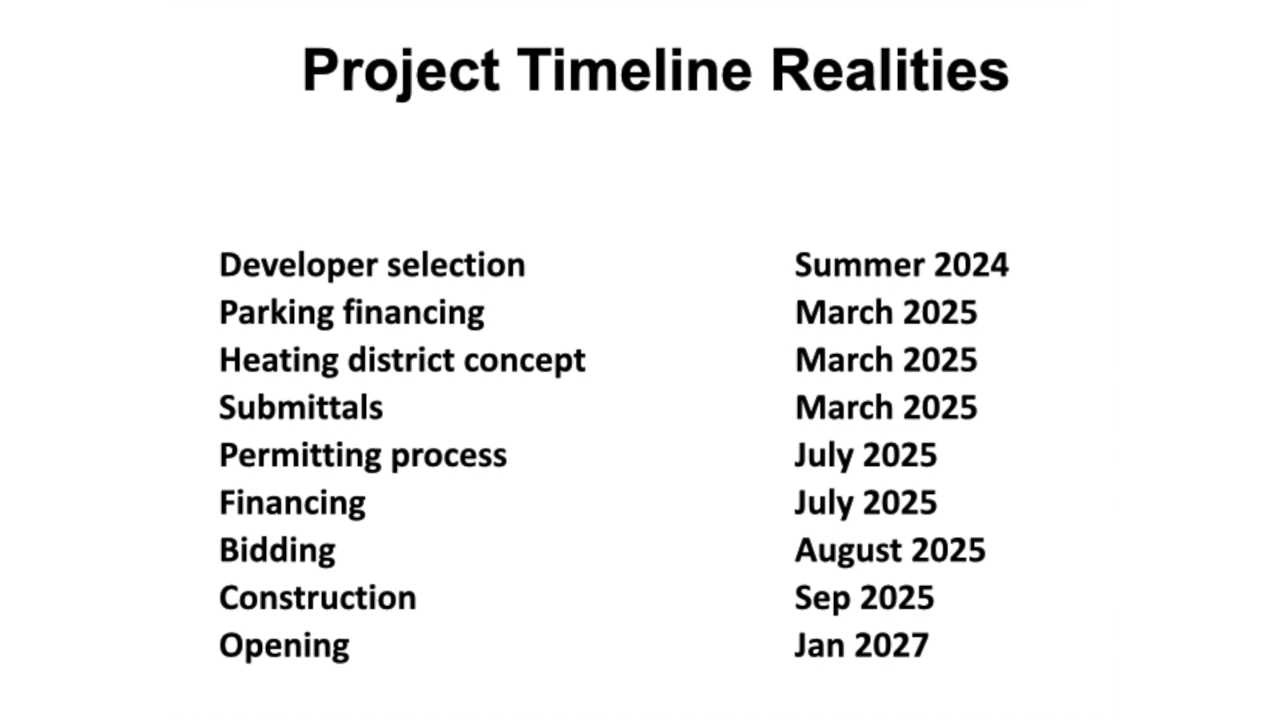 Project Timeline Realities
Developer selection Summer 2024
Parking financing March 2025
Heating district concept March 2025
Submittals March 2025
Permitting process July 2025
Financing July 2025
Bidding August 2025
Construction Sep 2025
Opening Jan 2027